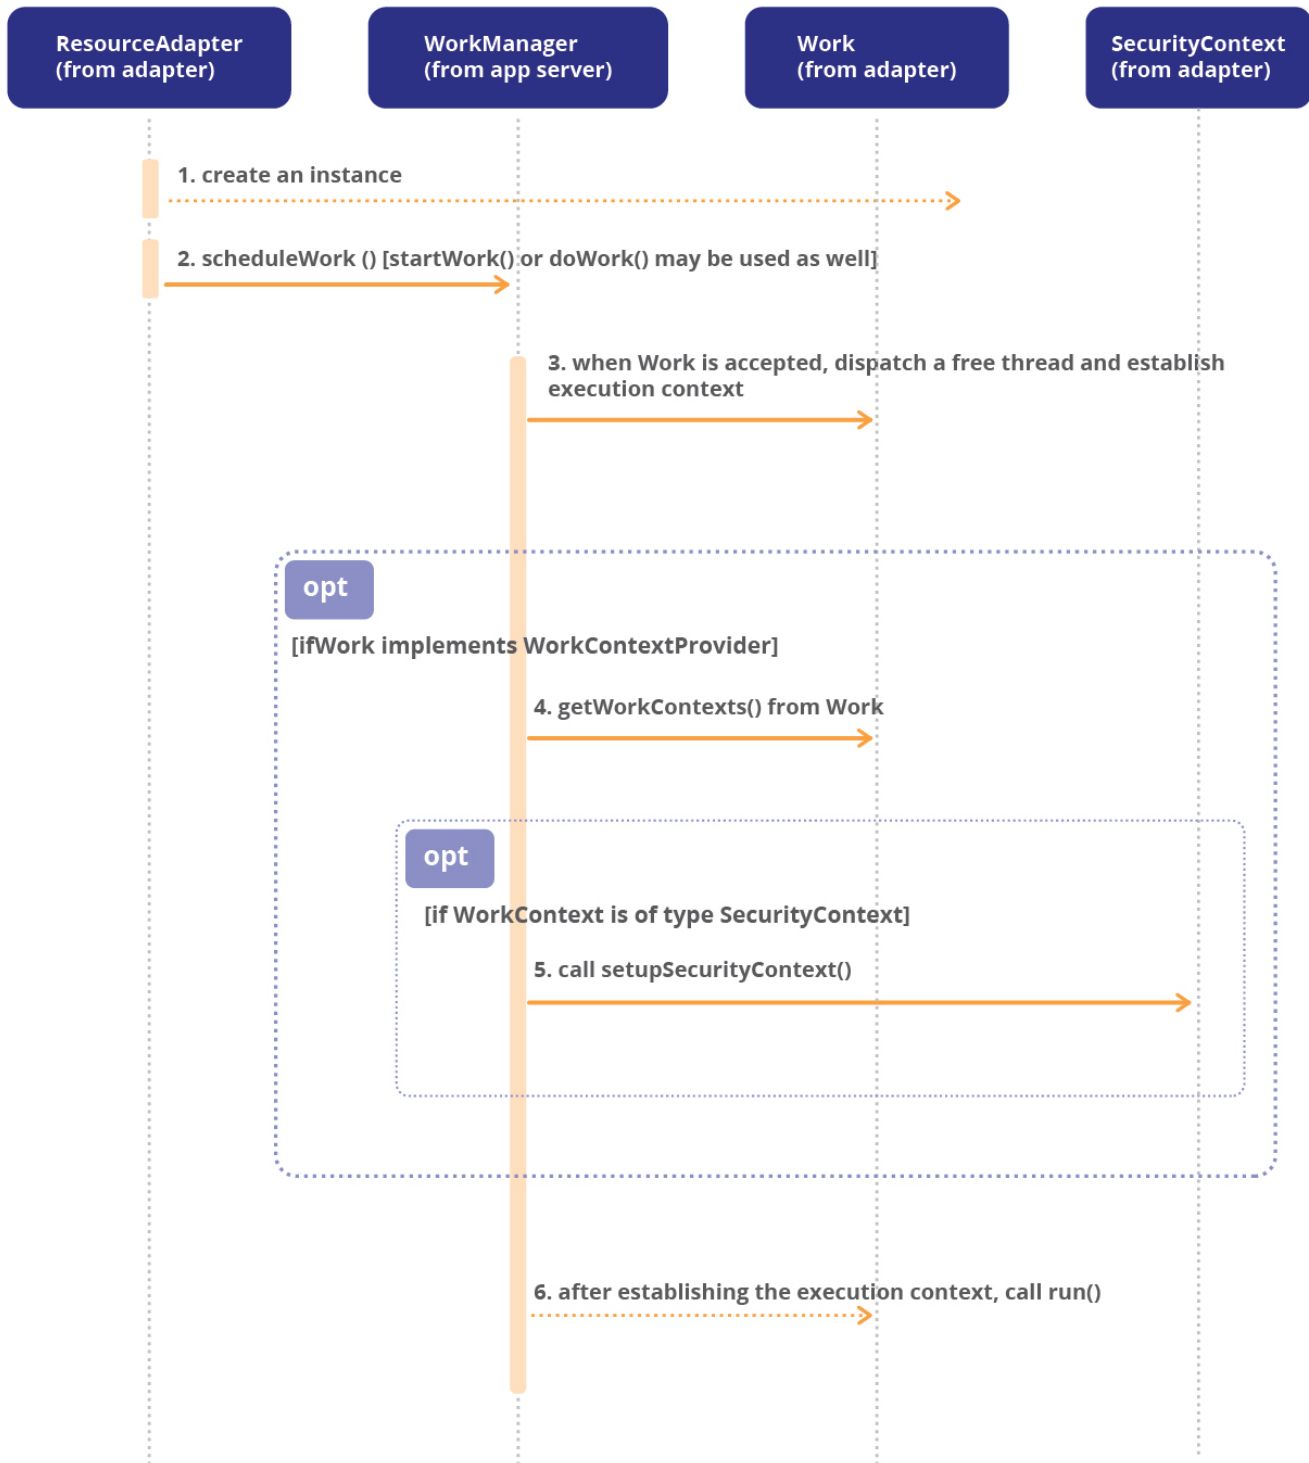 ResourceAdapter
(from adapter)
WorkManager
(from app server)
Work
(from adapter)
SecurityContext
(from adapter)
1. create an instance
2. scheduleWork () [startWork() or doWork() may be used as well]
3. when Work is accepted, dispatch a free thread and establish
execution context
opt
[ifWork implements WorkContextProvider]
4. getWorkContexts() from Work
opt
[if WorkContext is of type SecurityContext]
5. call setupSecurityContext()
6. after establishing the execution context, call run()